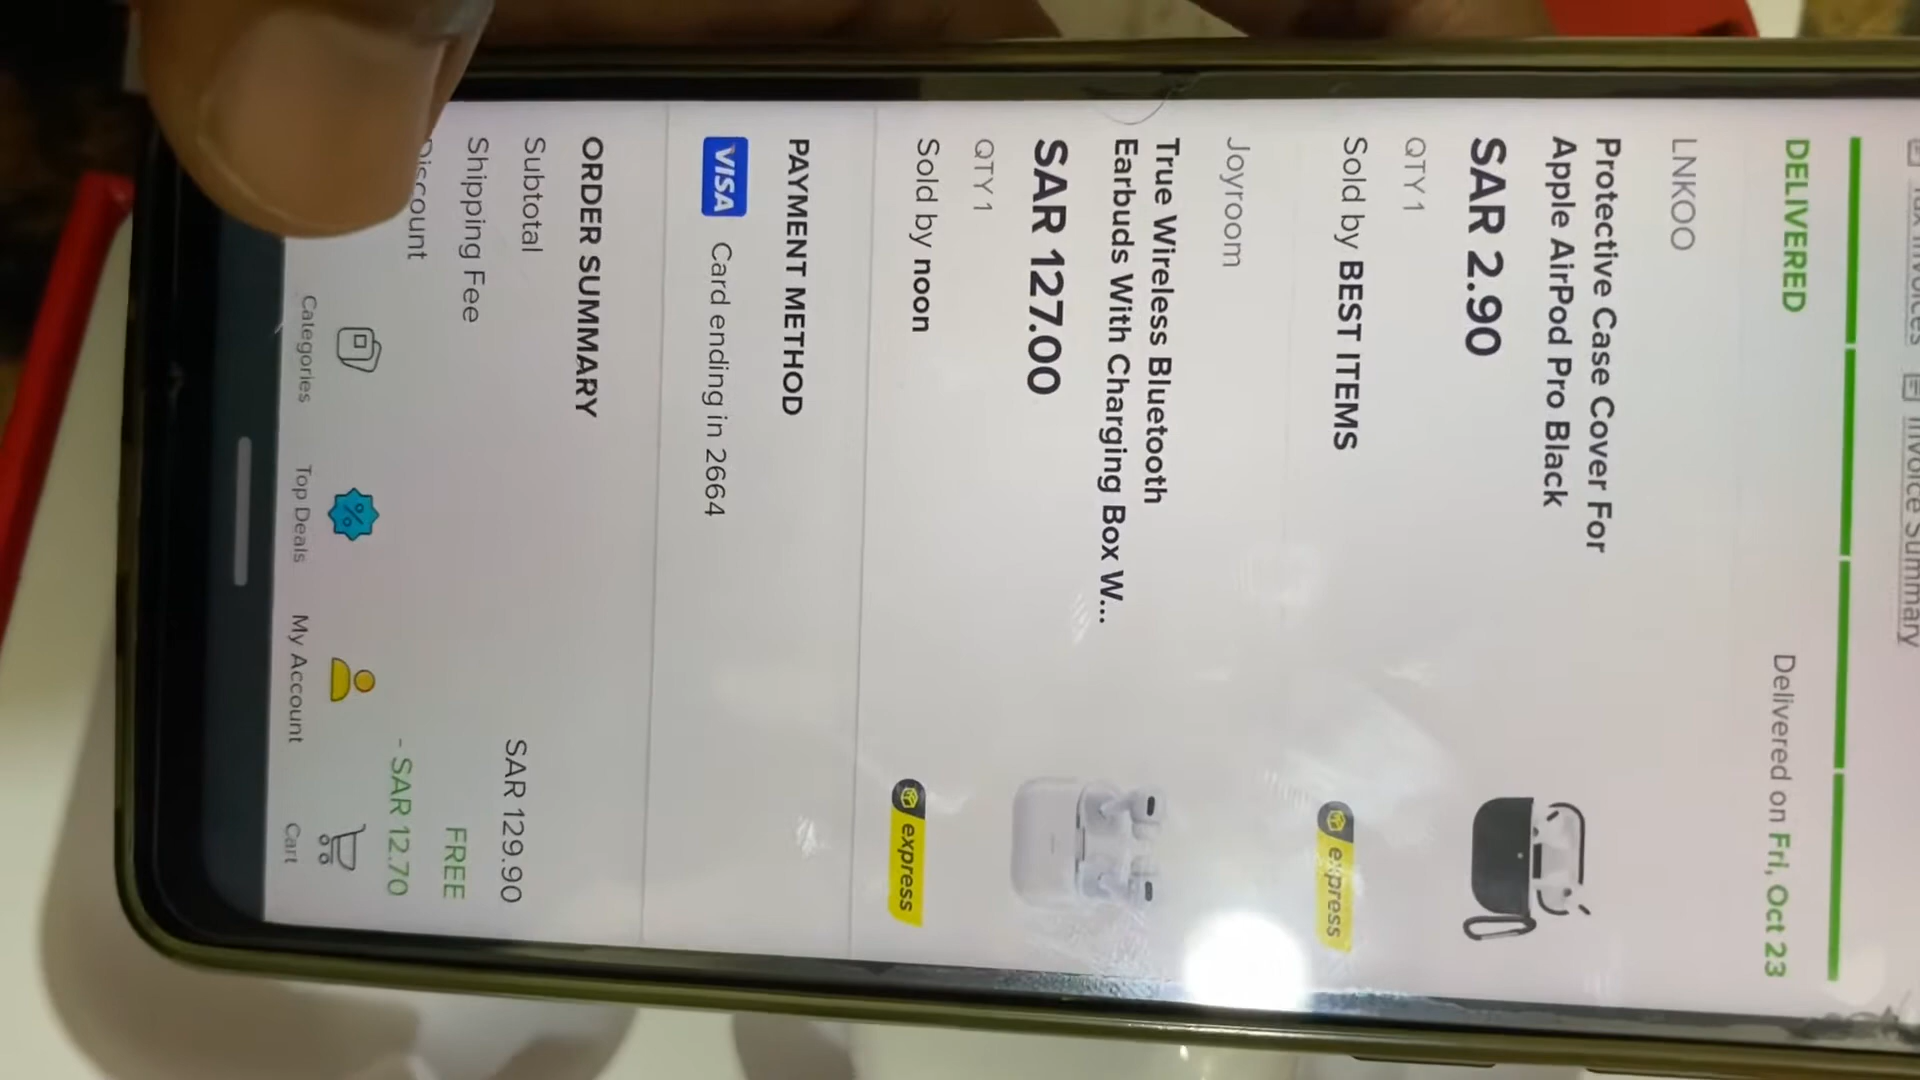 Invoice Summary
DELIVERED
Delivered on Fri, Oct 23
LNKOO
Protective Case Cover For
Apple AirPod Pro Black
SAR 2.90
QTY 1
Sold by BEST ITEMS
express
Joyroom
True Wireless Bluetooth
Earbuds With Charging Box W...
SAR 127.00
QTY 1
Sold by noon
express
PAYMENT METHOD
VISA Card ending in 2664
ORDER SUMMARY
Subtotal SAR 129.90
Shipping Fee FREE
Discount - SAR 12.70
Categories Top Deals My Account Cart